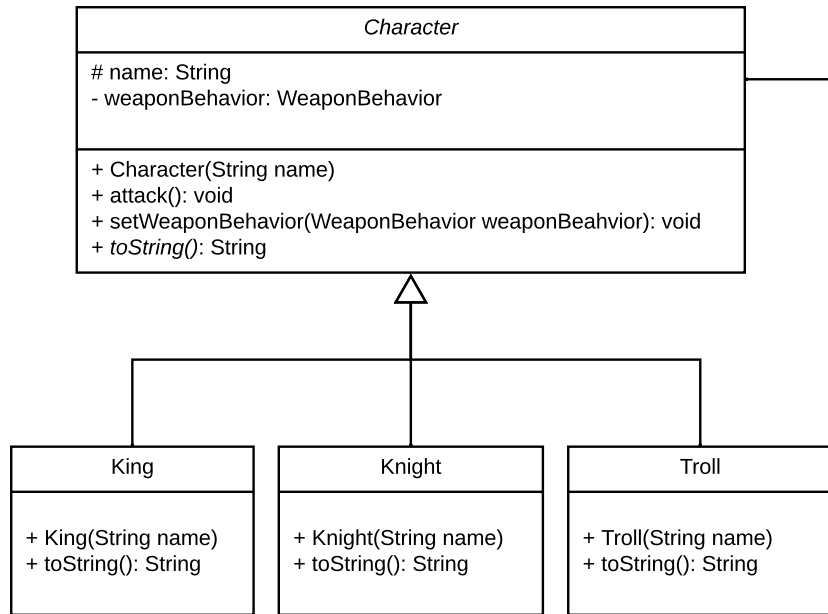 Character
# name: String
- weaponBehavior: WeaponBehavior
+ Character(String name)
+ attack(): void
+ setWeaponBehavior(WeaponBehavior weaponBeahvior): void
+ toString(): String
King
+ King(String name)
+ toString(): String
Knight
+ Knight(String name)
+ toString(): String
Troll
+ Troll(String name)
+ toString(): String